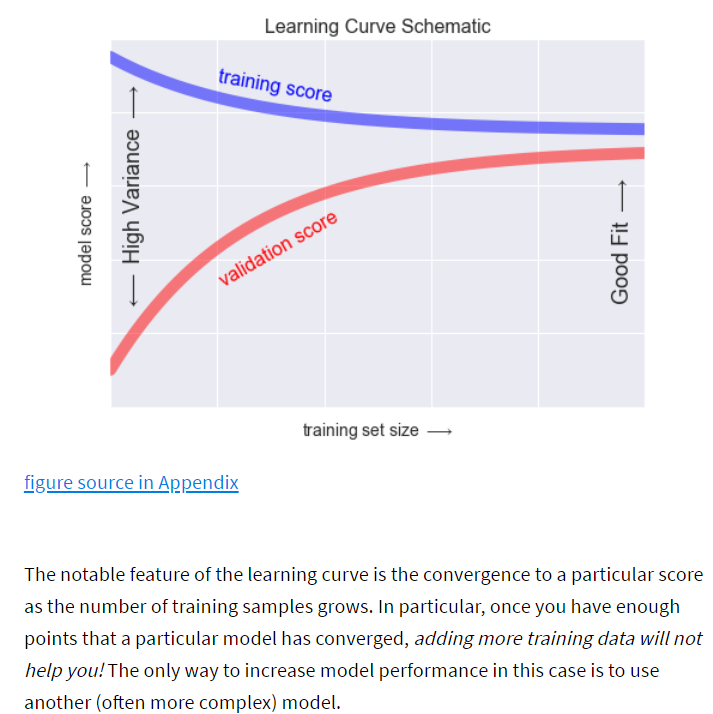 Learning Curve Schematic
training score
← High Variance →
model score →
validation score
Good Fit →
training set size →
figure source in Appendix
The notable feature of the learning curve is the convergence to a particular score
as the number of training samples grows. In particular, once you have enough
points that a particular model has converged, adding more training data will not
help you! The only way to increase model performance in this case is to use
another (often more complex) model.